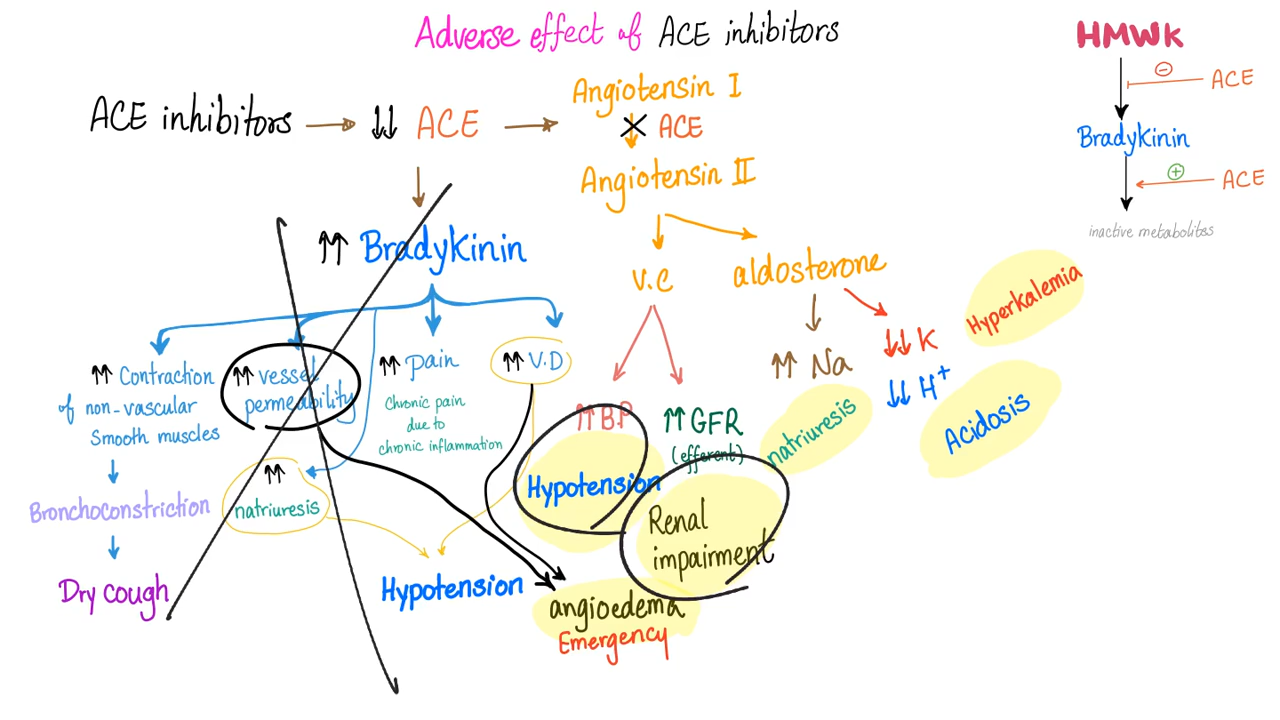 Adverse effect of ACE inhibitors
ACE inhibitors → ↓↓ ACE →
Angiotensin I
ACE
Angiotensin II
V.C
aldosterone
↑↑ Bradykinin
↑↑ Contraction
of non-vascular
Smooth muscles
Bronchoconstriction
Dry cough
↑↑ vessel
permeability
↑↑
natriuresis
↑↑ pain
Chronic pain
due to
chronic inflammation
↑↑ V.D
Hypotension
angioedema
Emergency
↑↑ B.P
Hypotension
↑↑ GFR
(efferent)
Renal
impairment
↑↑ Na
natriuresis
↓↓ K
↓↓ H+
Hyperkalemia
Acidosis
HMWK
⊖
ACE
Bradykinin
⊕
ACE
inactive metabolites